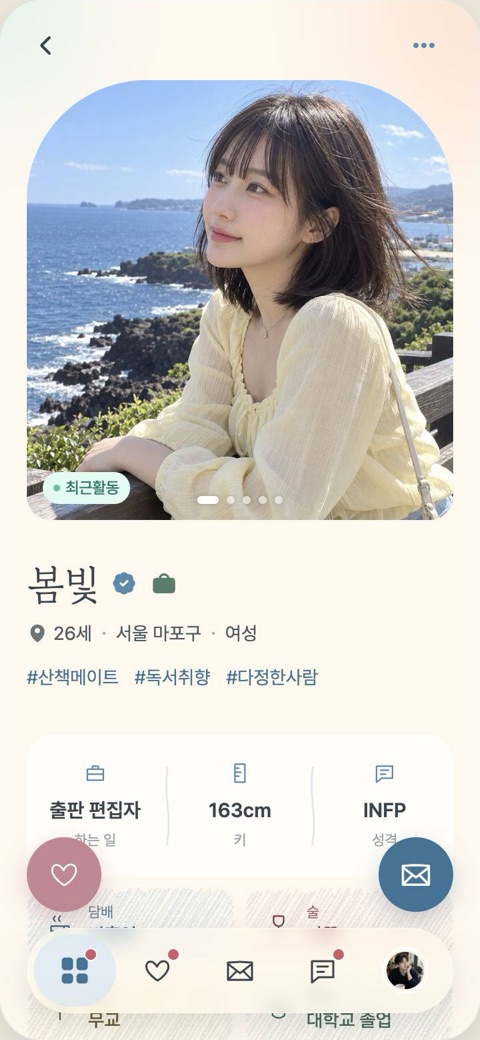 최근활동
봄빛
26세 · 서울 마포구 · 여성
#산책메이트 #독서취향 #다정한사람
출판 편집자 163cm INFP
하는 일 키 성격
담배 술
무교 대학교 졸업